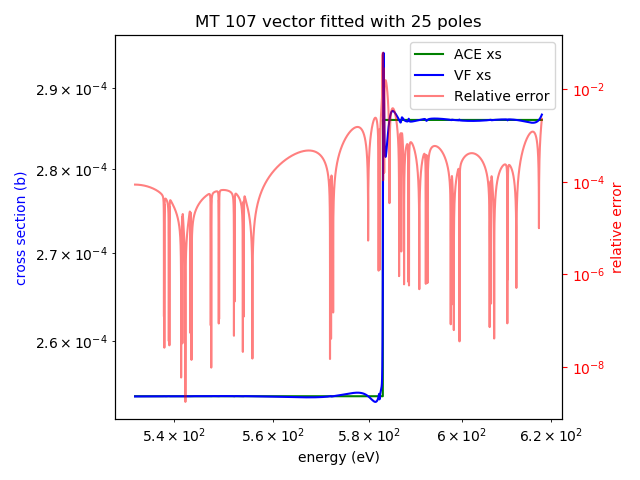 MT 107 vector fitted with 25 poles
ACE xs
VF xs
Relative error
2.9 × 10⁻⁴
2.8 × 10⁻⁴
2.7 × 10⁻⁴
2.6 × 10⁻⁴
cross section (b)
10⁻²
10⁻⁴
10⁻⁶
10⁻⁸
relative error
5.4 × 10² 5.6 × 10² 5.8 × 10² 6 × 10² 6.2 × 10²
energy (eV)